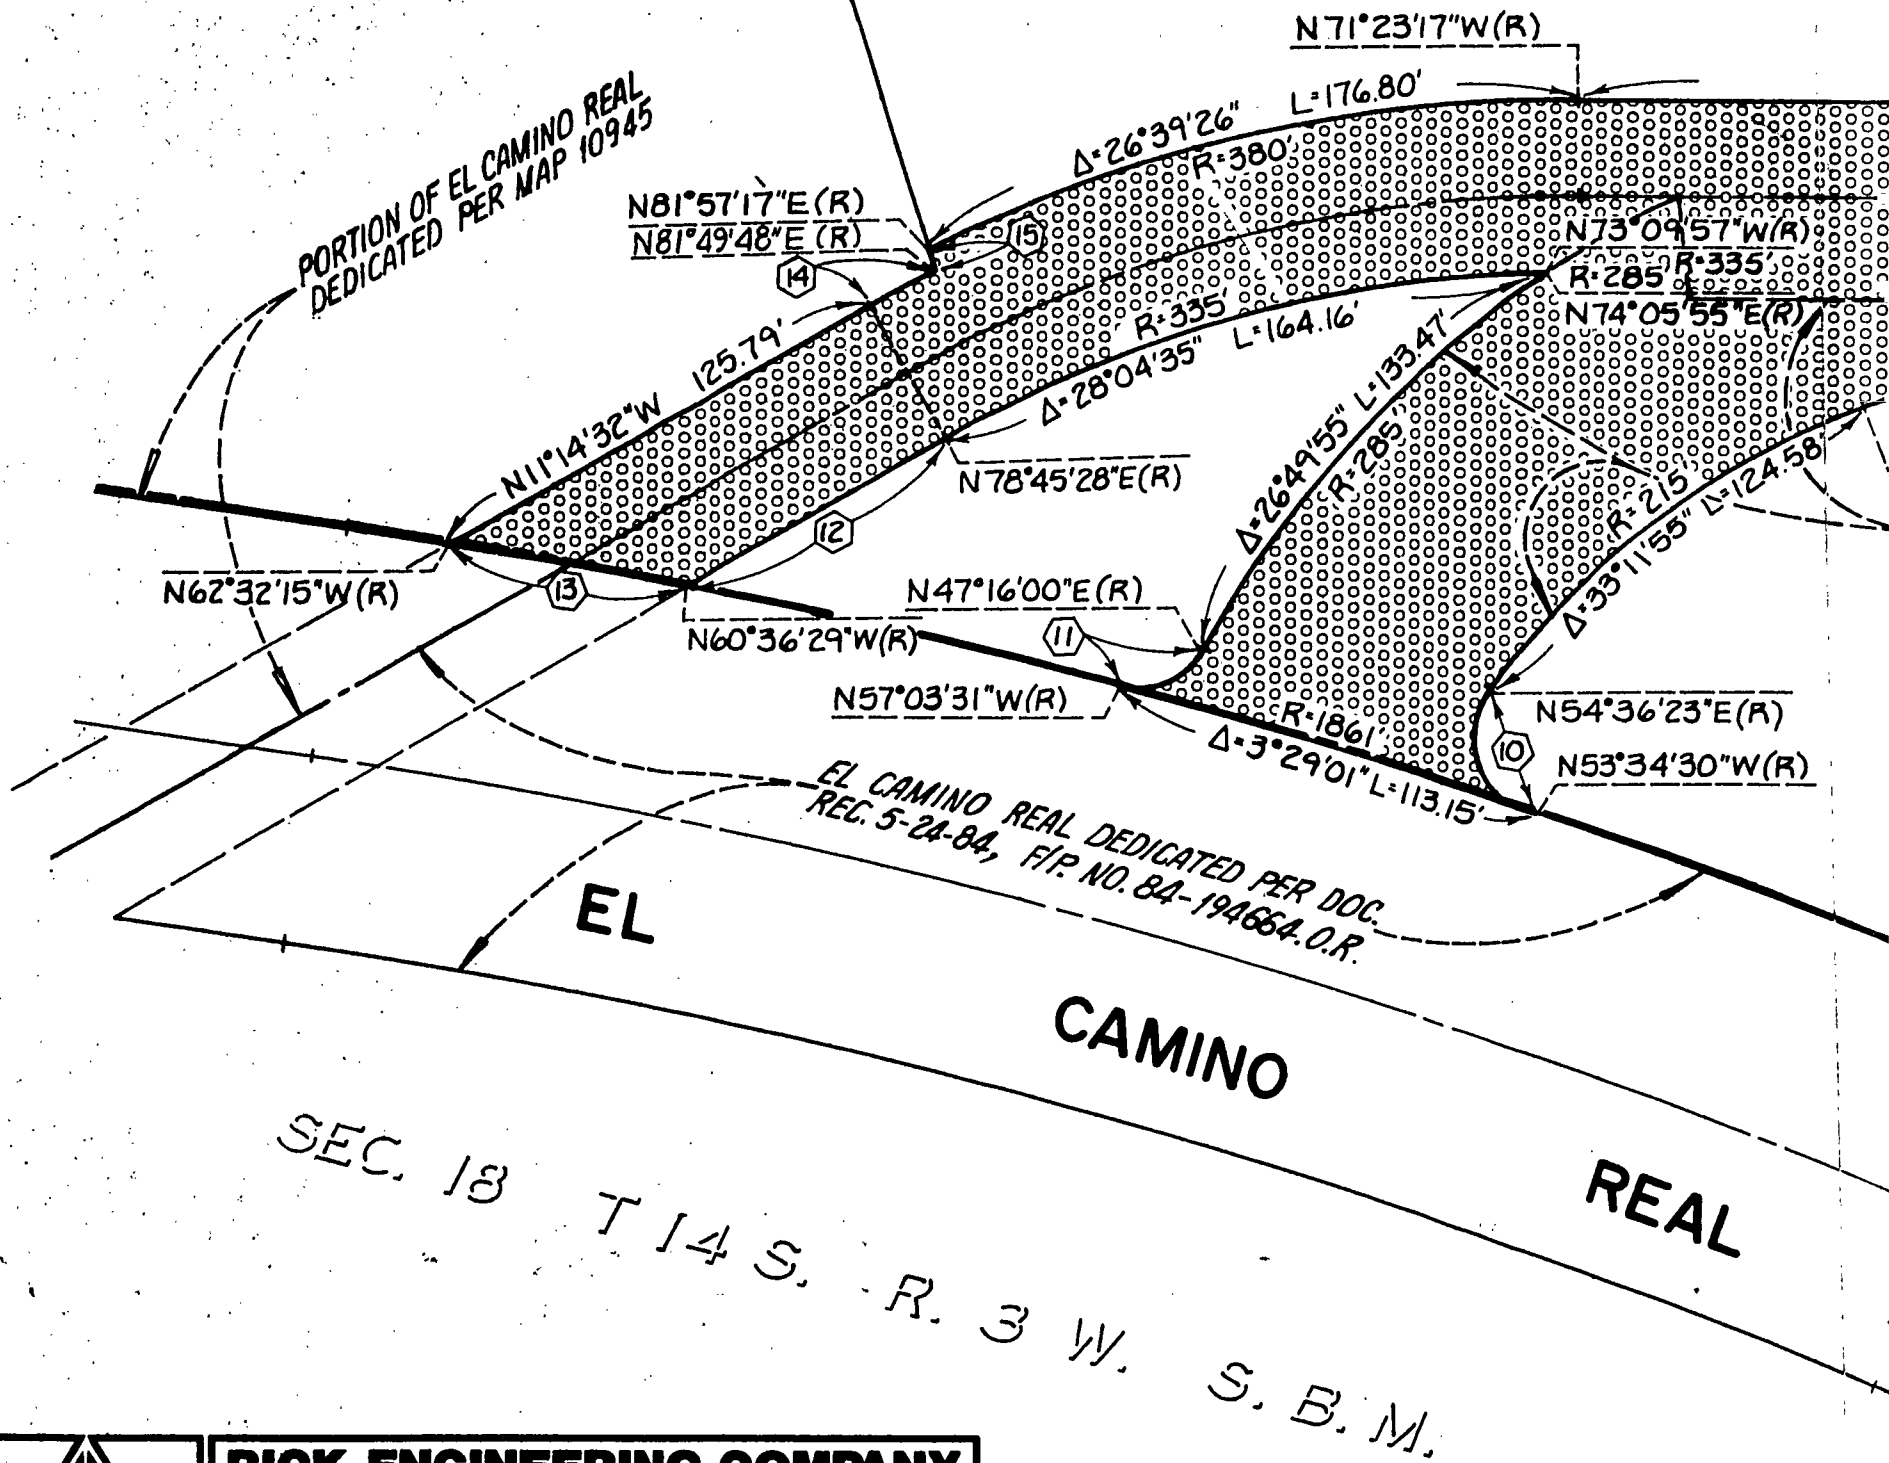 N 71°23'17"W(R)
PORTION OF EL CAMINO REAL
DEDICATED PER MAP 10945
Δ=26°39'26" L=176.80'
R=380'
N81°57'17"E (R)
N81°49'48"E (R)
15
14
N73°09'57"W(R)
R=285' R=335'
N74°05'55"E(R)
N11°14'32"W 125.79'
R=335'
Δ=28°04'35" L=164.16'
Δ=26°49'55" L=133.47'
R=285'
R=215'
Δ=33°11'55" L=124.58'
N78°45'28"E(R)
12
N62°32'15"W(R)
13
N47°16'00"E(R)
11
N60°36'29"W(R)
N57°03'31"W(R)
R=1861'
Δ=3°29'01" L=113.15'
N54°36'23"E(R)
10
N53°34'30"W(R)
EL CAMINO REAL DEDICATED PER DOC.
REC. 5-24-84, F/P. NO. 84-194664.O.R.
EL CAMINO REAL
SEC. 18 T 14 S. R. 3 W. S. B. M.
RICK ENGINEERING COMPANY